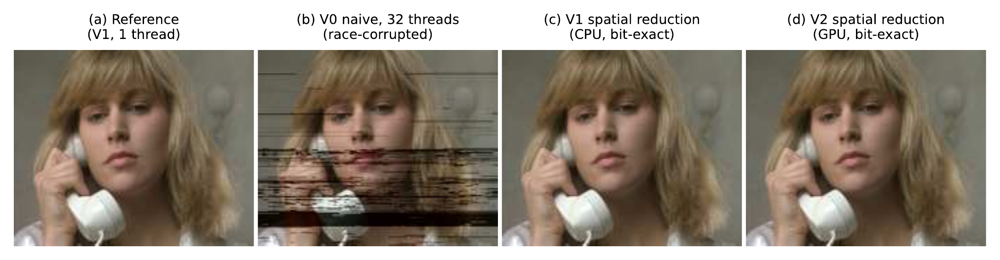 (a) Reference
(V1, 1 thread)
(b) V0 naive, 32 threads
(race-corrupted)
(c) V1 spatial reduction
(CPU, bit-exact)
(d) V2 spatial reduction
(GPU, bit-exact)